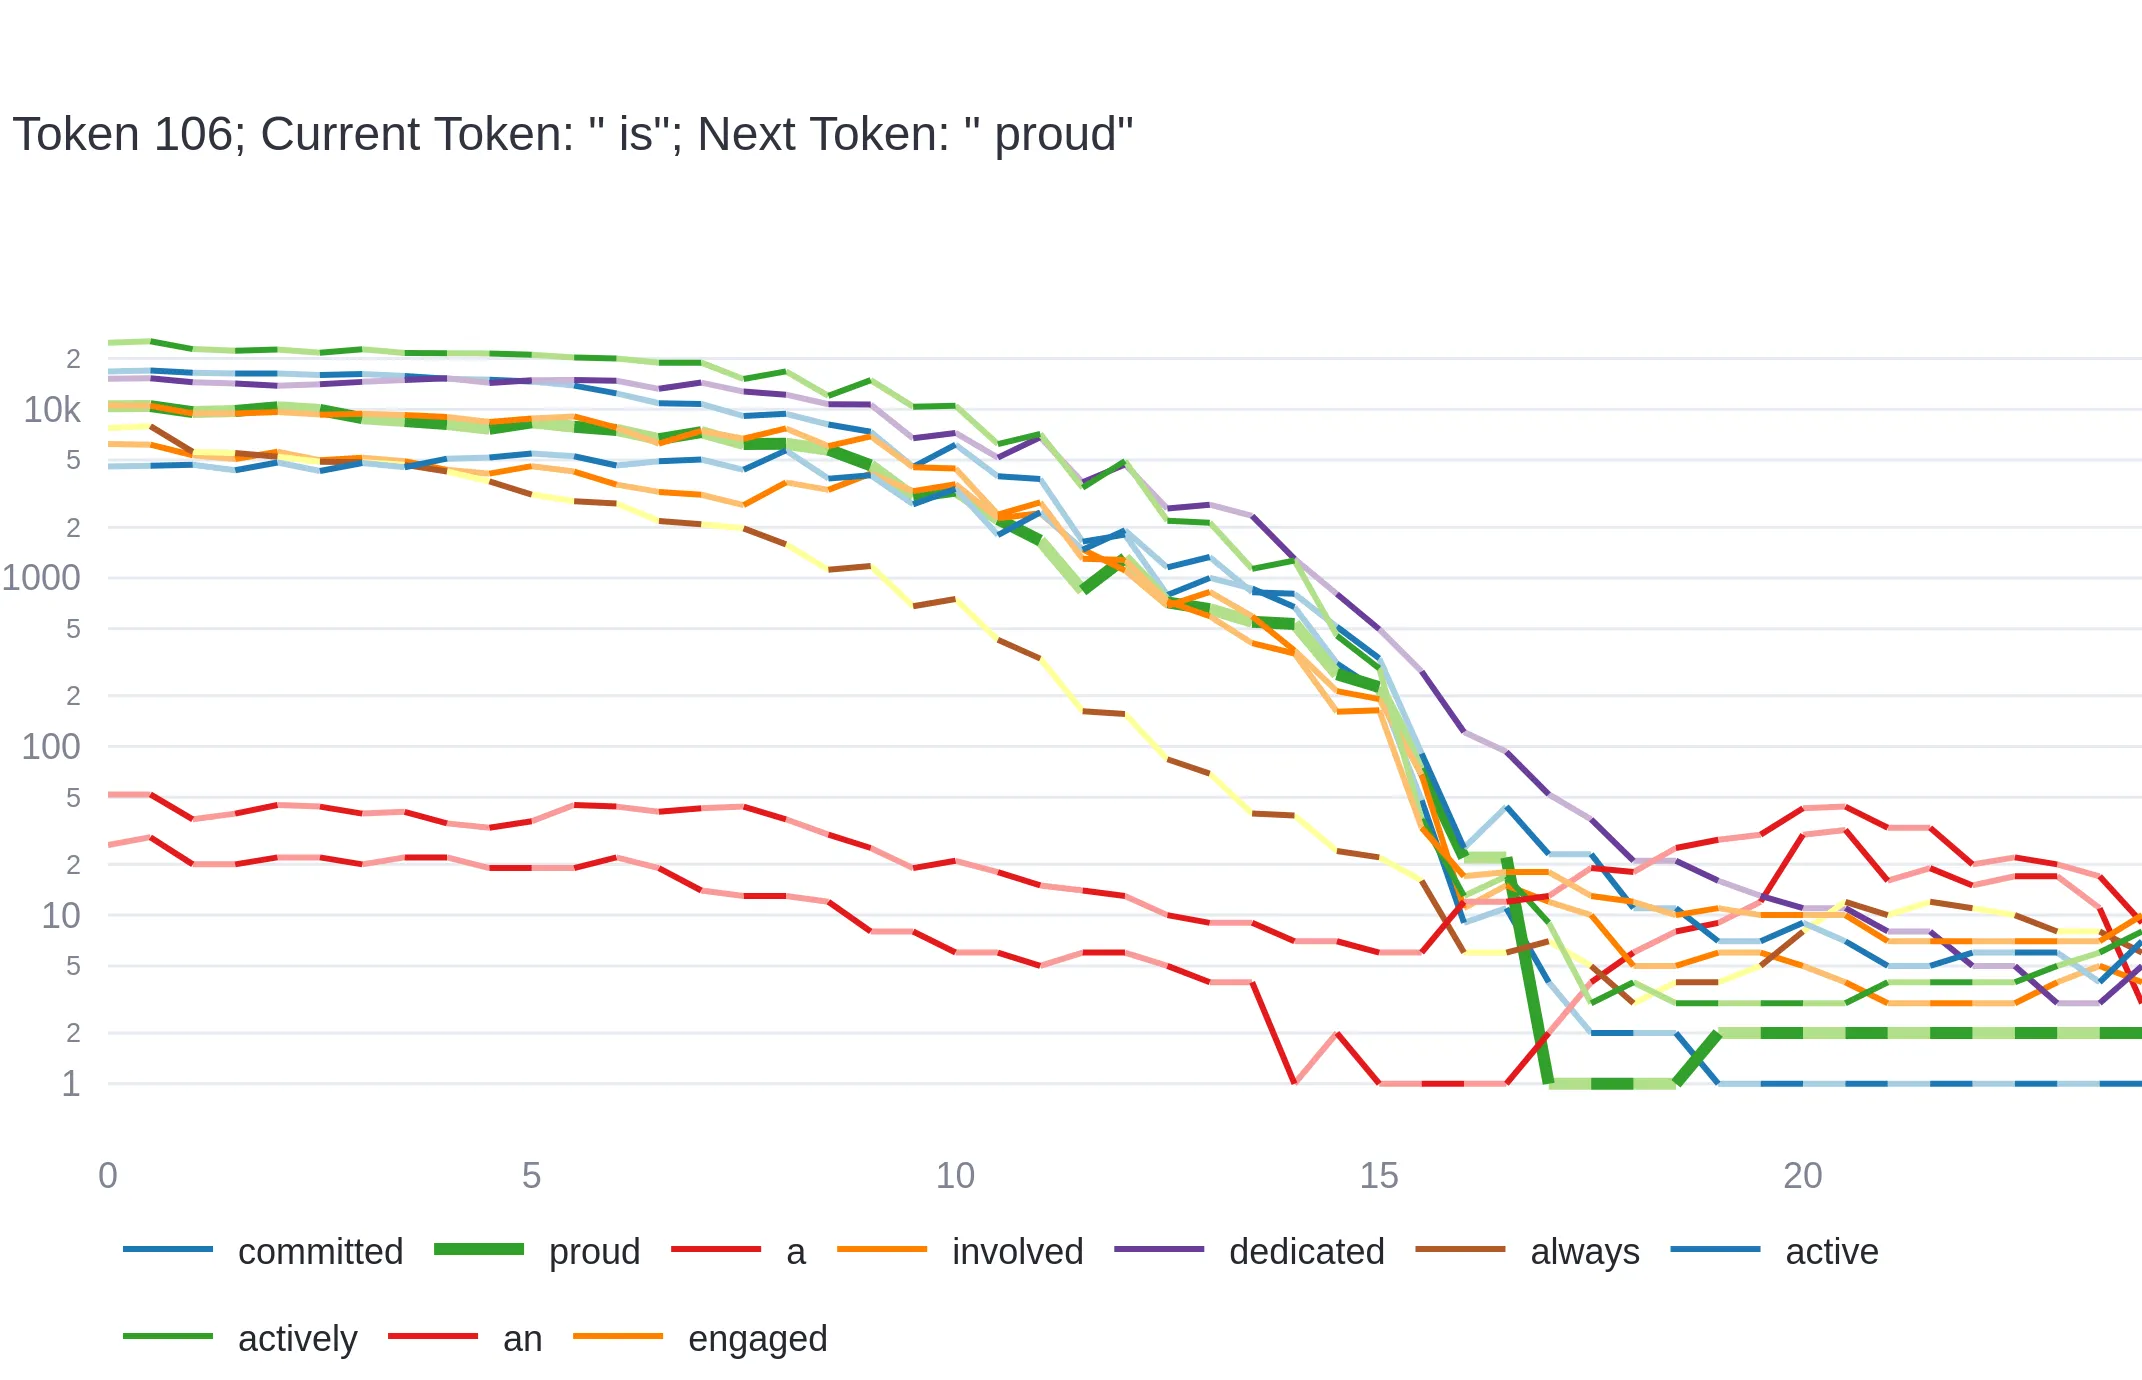 Token 106; Current Token: " is"; Next Token: " proud"
2
10k
5
2
1000
5
2
100
5
2
10
5
2
1
0 5 10 15 20
committed proud a involved dedicated always active
actively an engaged